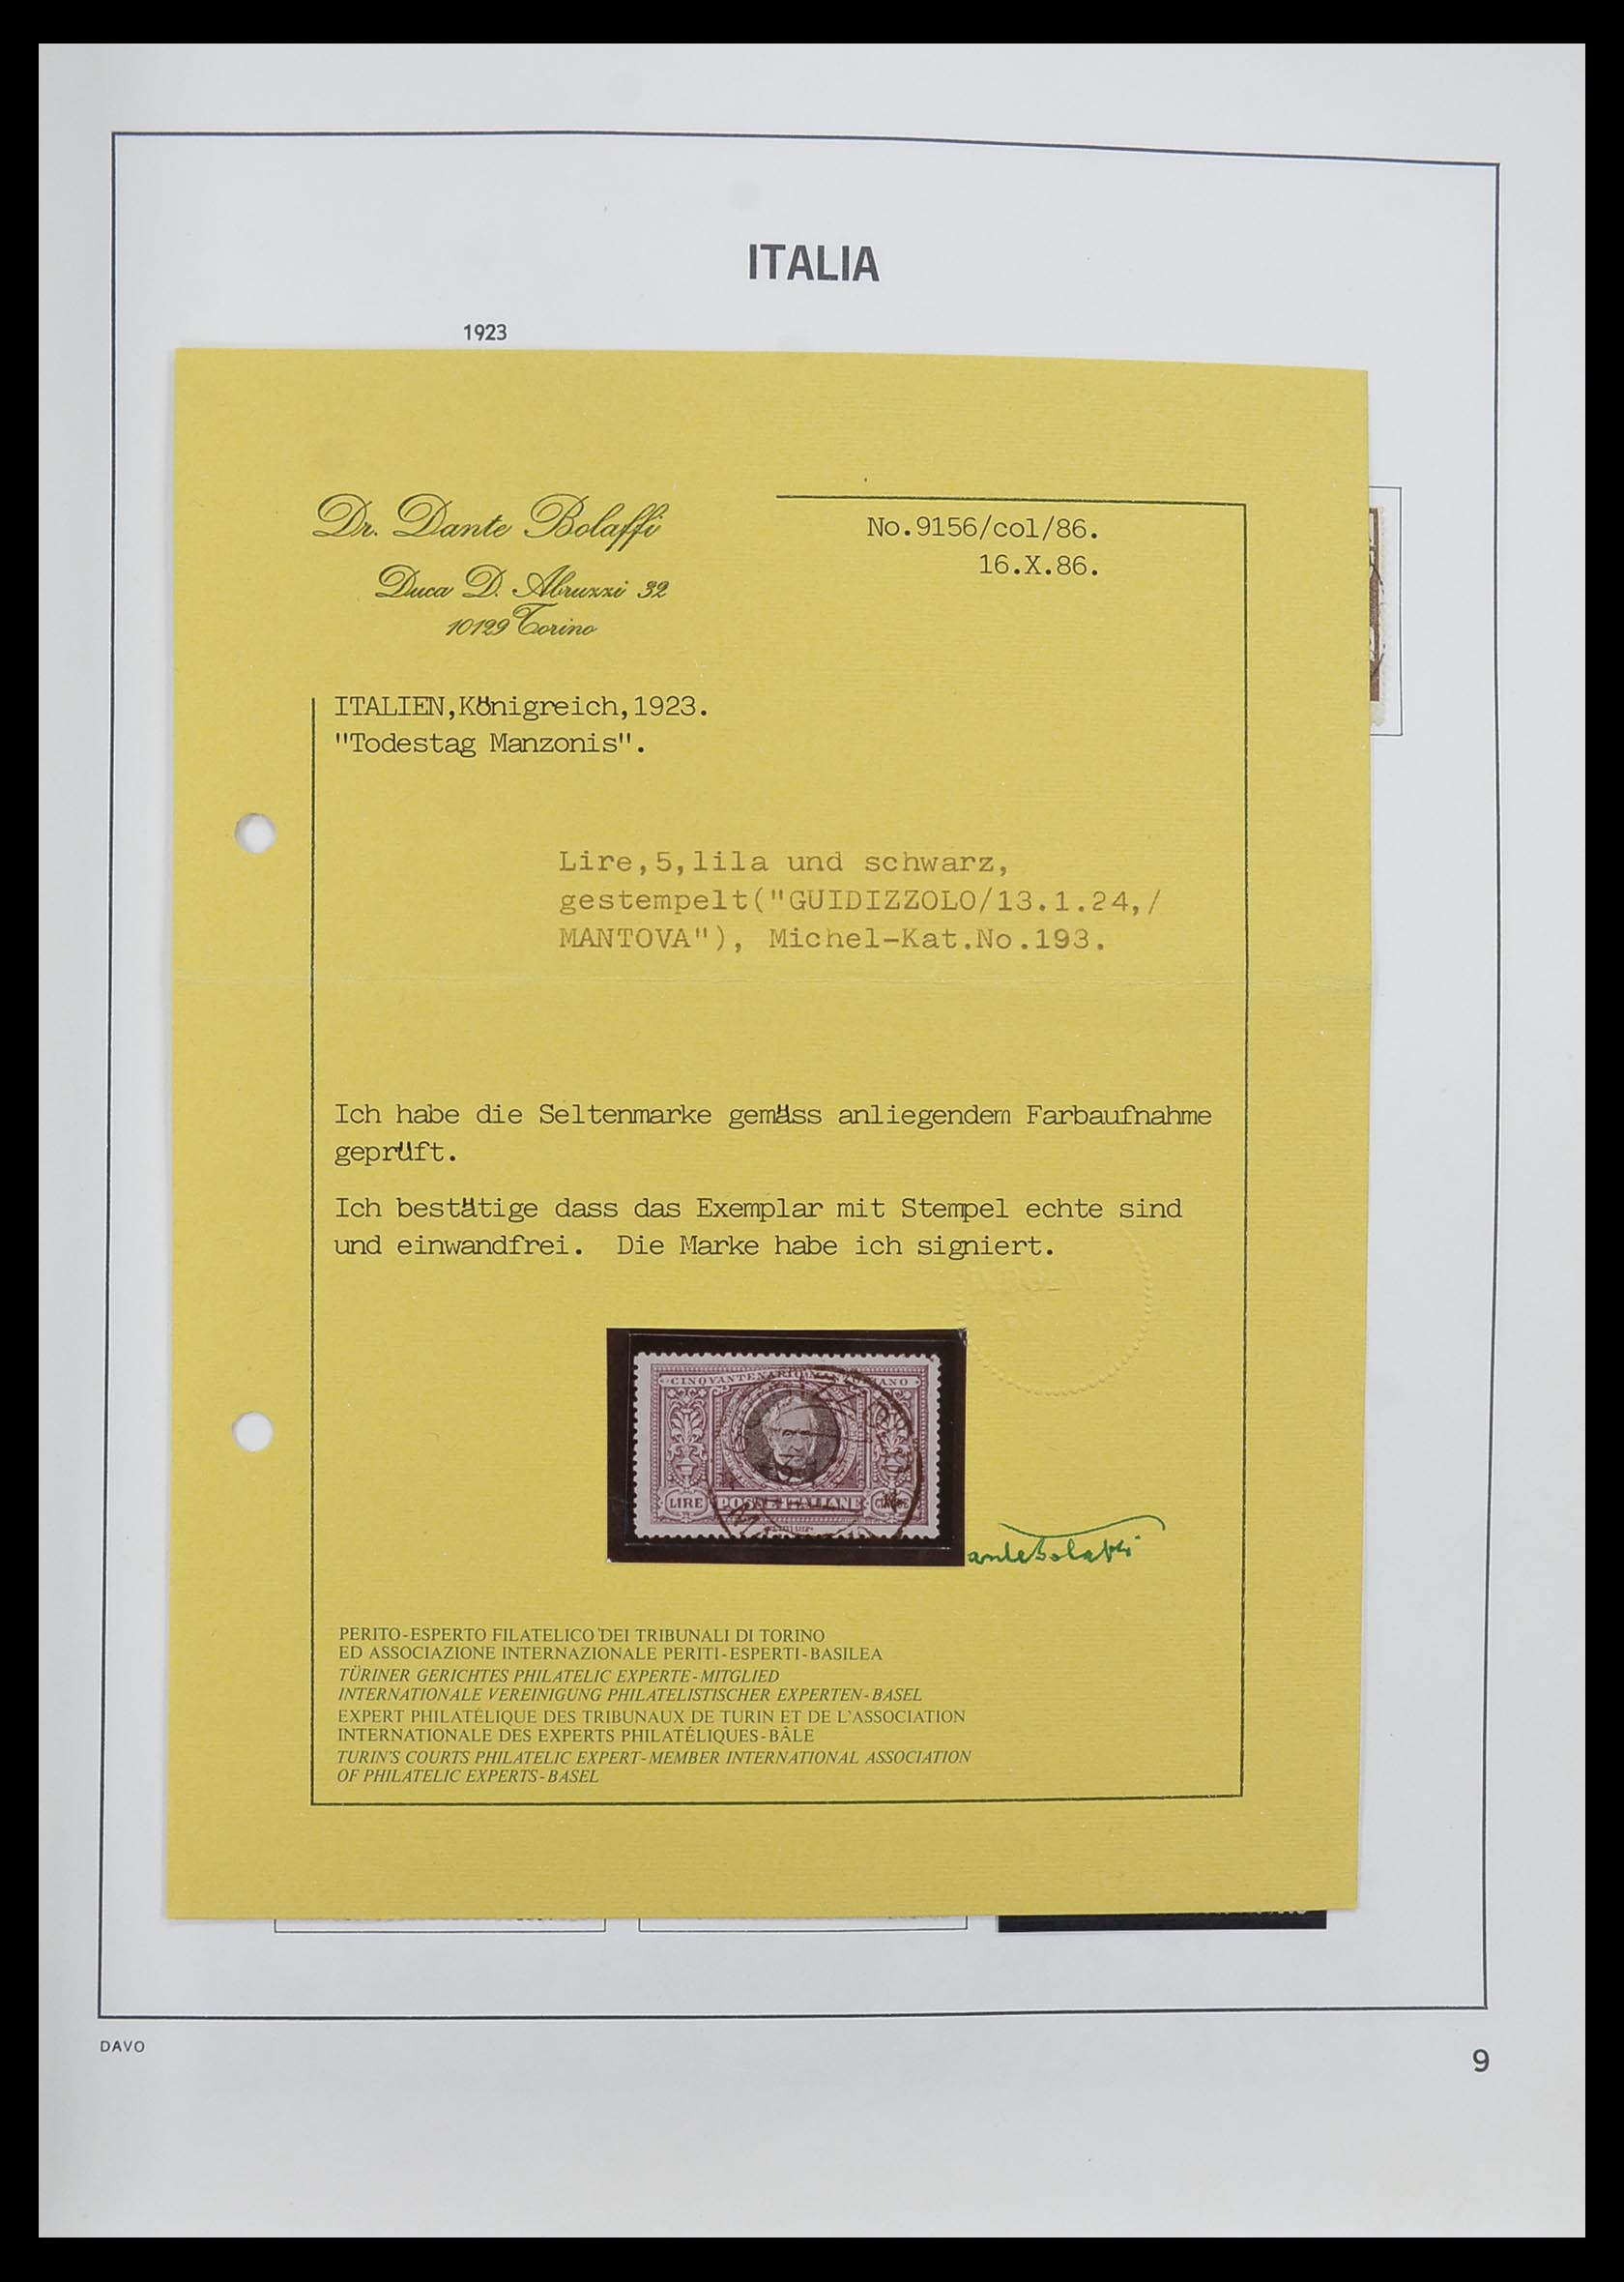 ITALIA
1923
Dr. Dante Bolaffi
Duca D. Abruzzi 32
10129 Torino
No.9156/col/86.
16.X.86.
ITALIEN,Königreich,1923.
"Todestag Manzonis".
Lire,5,lila und schwarz,
gestempelt("GUIDIZZOLO/13.1.24,/
MANTOVA"), Michel-Kat.No.193.
Ich habe die Seltenmarke gemäss anliegendem Farbaufnahme
geprüft.
Ich bestätige dass das Exemplar mit Stempel echte sind
und einwandfrei. Die Marke habe ich signiert.
CINQVANTENARIO MANZONIANO
LIRE POSTE ITALIANE CINQUE
PERITO-ESPERTO FILATELICO DEI TRIBUNALI DI TORINO
ED ASSOCIAZIONE INTERNAZIONALE PERITI-ESPERTI-BASILEA
TÜRINER GERICHTES PHILATELIC EXPERTE-MITGLIED
INTERNATIONALE VEREINIGUNG PHILATELISTISCHER EXPERTEN-BASEL
EXPERT PHILATÉLIQUE DES TRIBUNAUX DE TURIN ET DE L'ASSOCIATION
INTERNATIONALE DES EXPERTS PHILATÉLIQUES-BÂLE
TURIN'S COURTS PHILATELIC EXPERT-MEMBER INTERNATIONAL ASSOCIATION
OF PHILATELIC EXPERTS-BASEL
DAVO
9